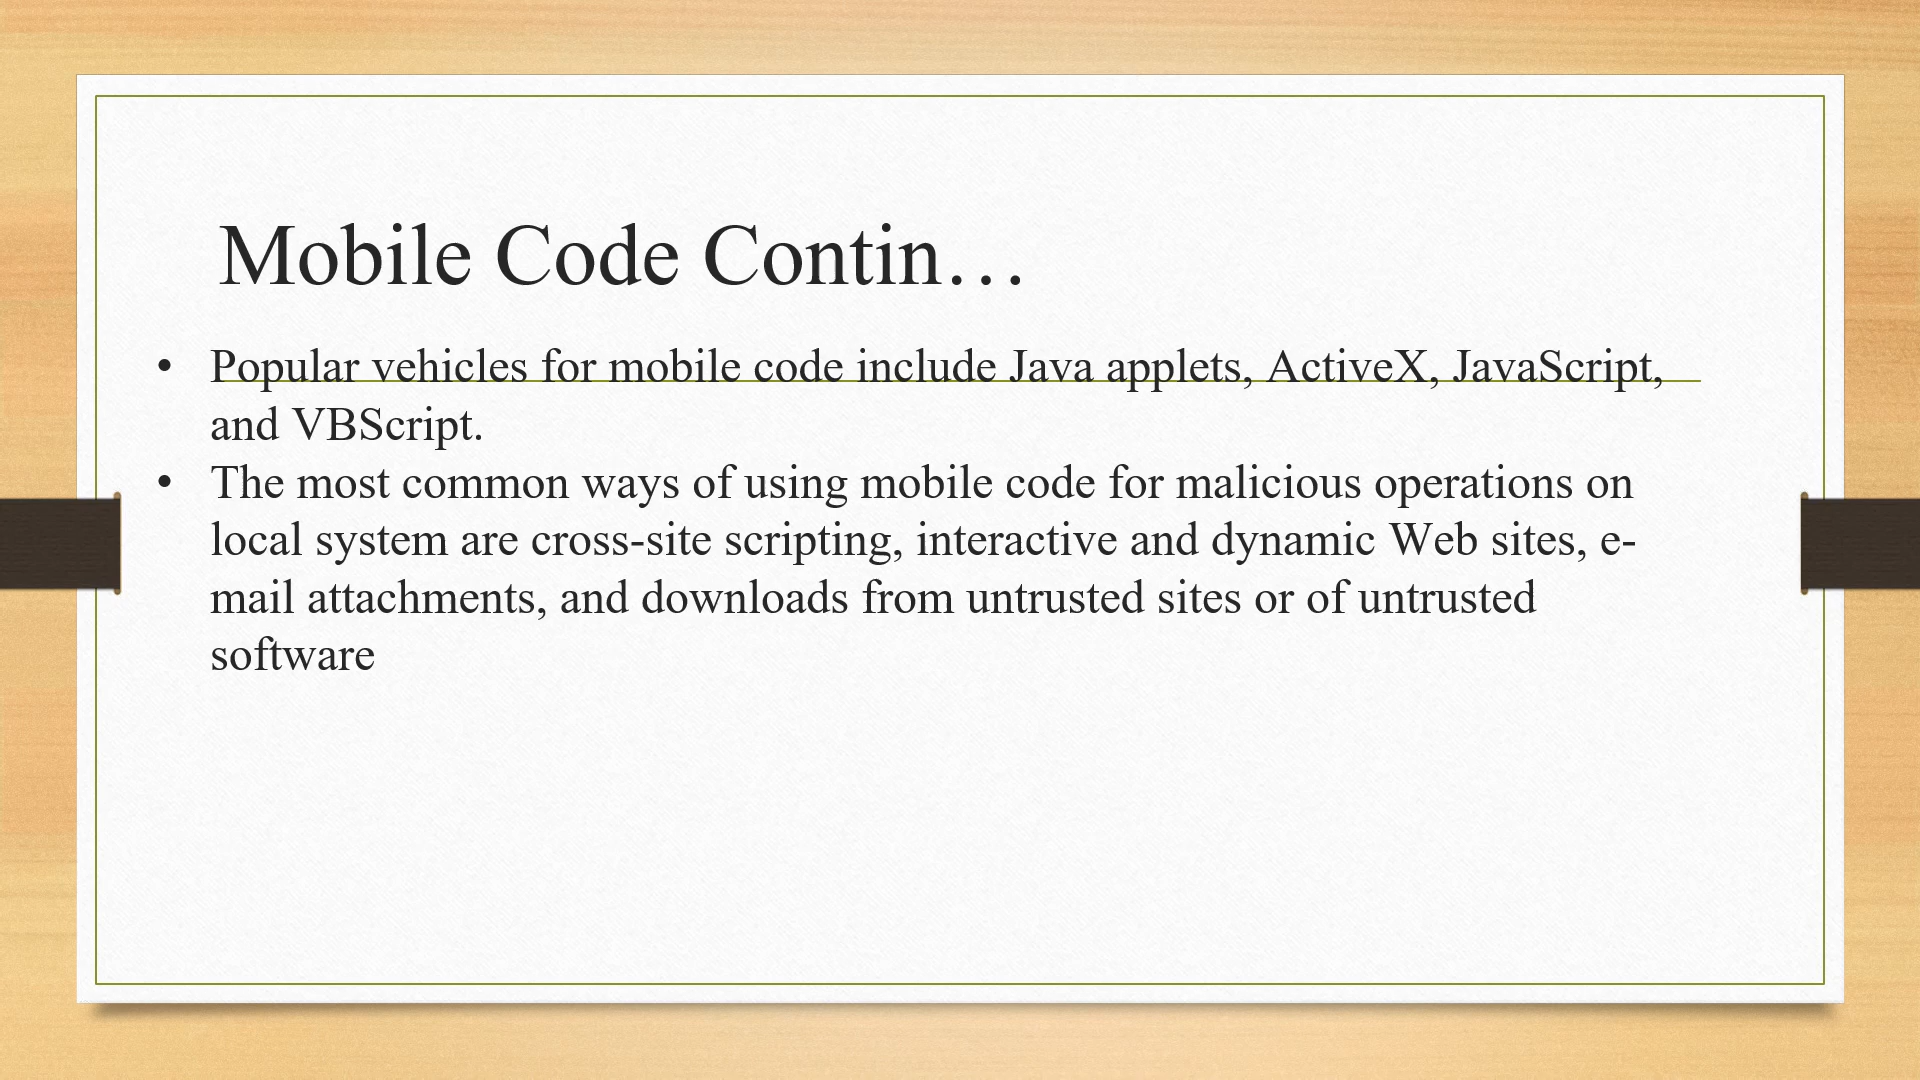 Mobile Code Contin…
• Popular vehicles for mobile code include Java applets, ActiveX, JavaScript,
and VBScript.
• The most common ways of using mobile code for malicious operations on
local system are cross-site scripting, interactive and dynamic Web sites, e-
mail attachments, and downloads from untrusted sites or of untrusted
software